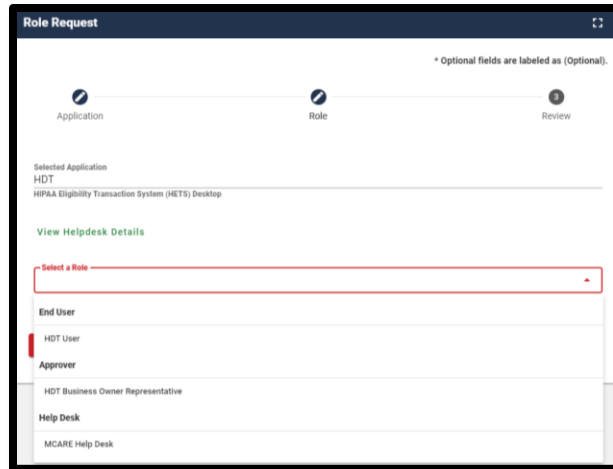 Role Request
* Optional fields are labeled as (Optional).
3
Application Role Review
Selected Application
HDT
HIPAA Eligibility Transaction System (HETS) Desktop
View Helpdesk Details
Select a Role
End User
HDT User
Approver
HDT Business Owner Representative
Help Desk
MCARE Help Desk